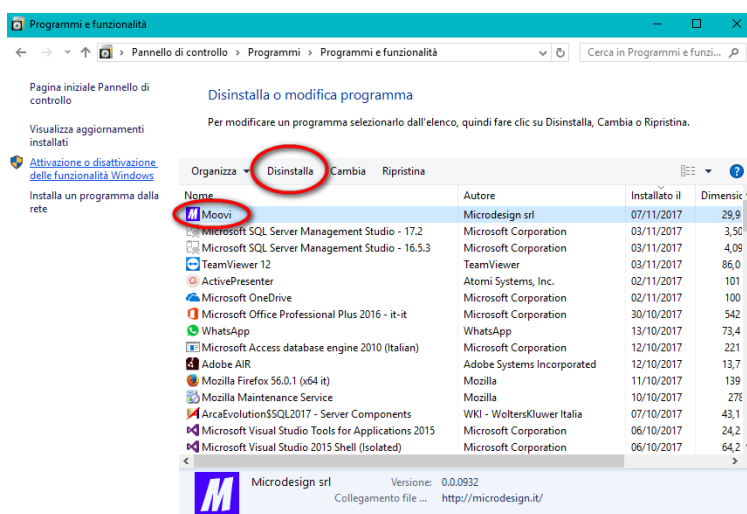 Programmi e funzionalità
Pannello di controllo > Programmi > Programmi e funzionalità
Cerca in Programmi e funzi...
Pagina iniziale Pannello di
controllo
Visualizza aggiornamenti
installati
Attivazione o disattivazione
delle funzionalità Windows
Installa un programma dalla
rete
Disinstalla o modifica programma
Per modificare un programma selezionarlo dall'elenco, quindi fare clic su Disinstalla, Cambia o Ripristina.
Organizza Disinstalla Cambia Ripristina
Nome Autore Installato il Dimensic
Moovi Microdesign srl 07/11/2017 29,9
Microsoft SQL Server Management Studio - 17.2 Microsoft Corporation 03/11/2017 3,50
Microsoft SQL Server Management Studio - 16.5.3 Microsoft Corporation 03/11/2017 4,09
TeamViewer 12 TeamViewer 03/11/2017 86,0
ActivePresenter Atomi Systems, Inc. 02/11/2017 101
Microsoft OneDrive Microsoft Corporation 02/11/2017 100
Microsoft Office Professional Plus 2016 - it-it Microsoft Corporation 30/10/2017 542
WhatsApp WhatsApp 13/10/2017 73,4
Microsoft Access database engine 2010 (Italian) Microsoft Corporation 12/10/2017 221
Adobe AIR Adobe Systems Incorporated 12/10/2017 13,7
Mozilla Firefox 56.0.1 (x64 it) Mozilla 11/10/2017 139
Mozilla Maintenance Service Mozilla 10/10/2017 278
ArcaEvolution$SQL2017 - Server Components WKI - WoltersKluwer Italia 07/10/2017 43,1
Microsoft Visual Studio Tools for Applications 2015 Microsoft Corporation 06/10/2017 24,2
Microsoft Visual Studio 2015 Shell (Isolated) Microsoft Corporation 06/10/2017 64,2
Microdesign srl Versione: 0.0.0932
Collegamento file ... http://microdesign.it/